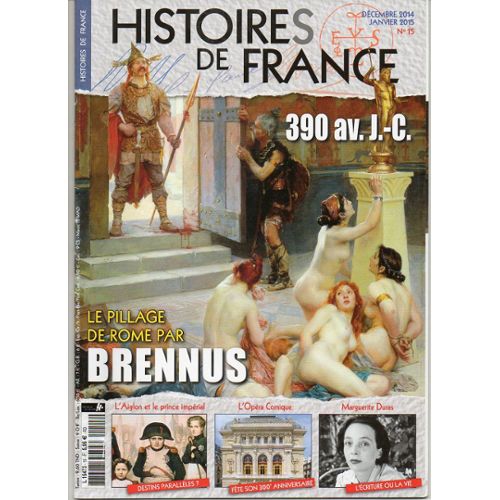 HISTOIRES DE FRANCE
HISTOIRES
DE FRANCE
DÉCEMBRE 2014
JANVIER 2015
N° 15
EVS
390 av. J.-C.
LE PILLAGE
DE ROME PAR
BRENNUS
L'Aiglon et le prince impérial
DESTINS PARALLÈLES ?
L'Opéra Comique
FÊTE SON 300e ANNIVERSAIRE
Marguerite Duras
L'ÉCRITURE OU LA VIE